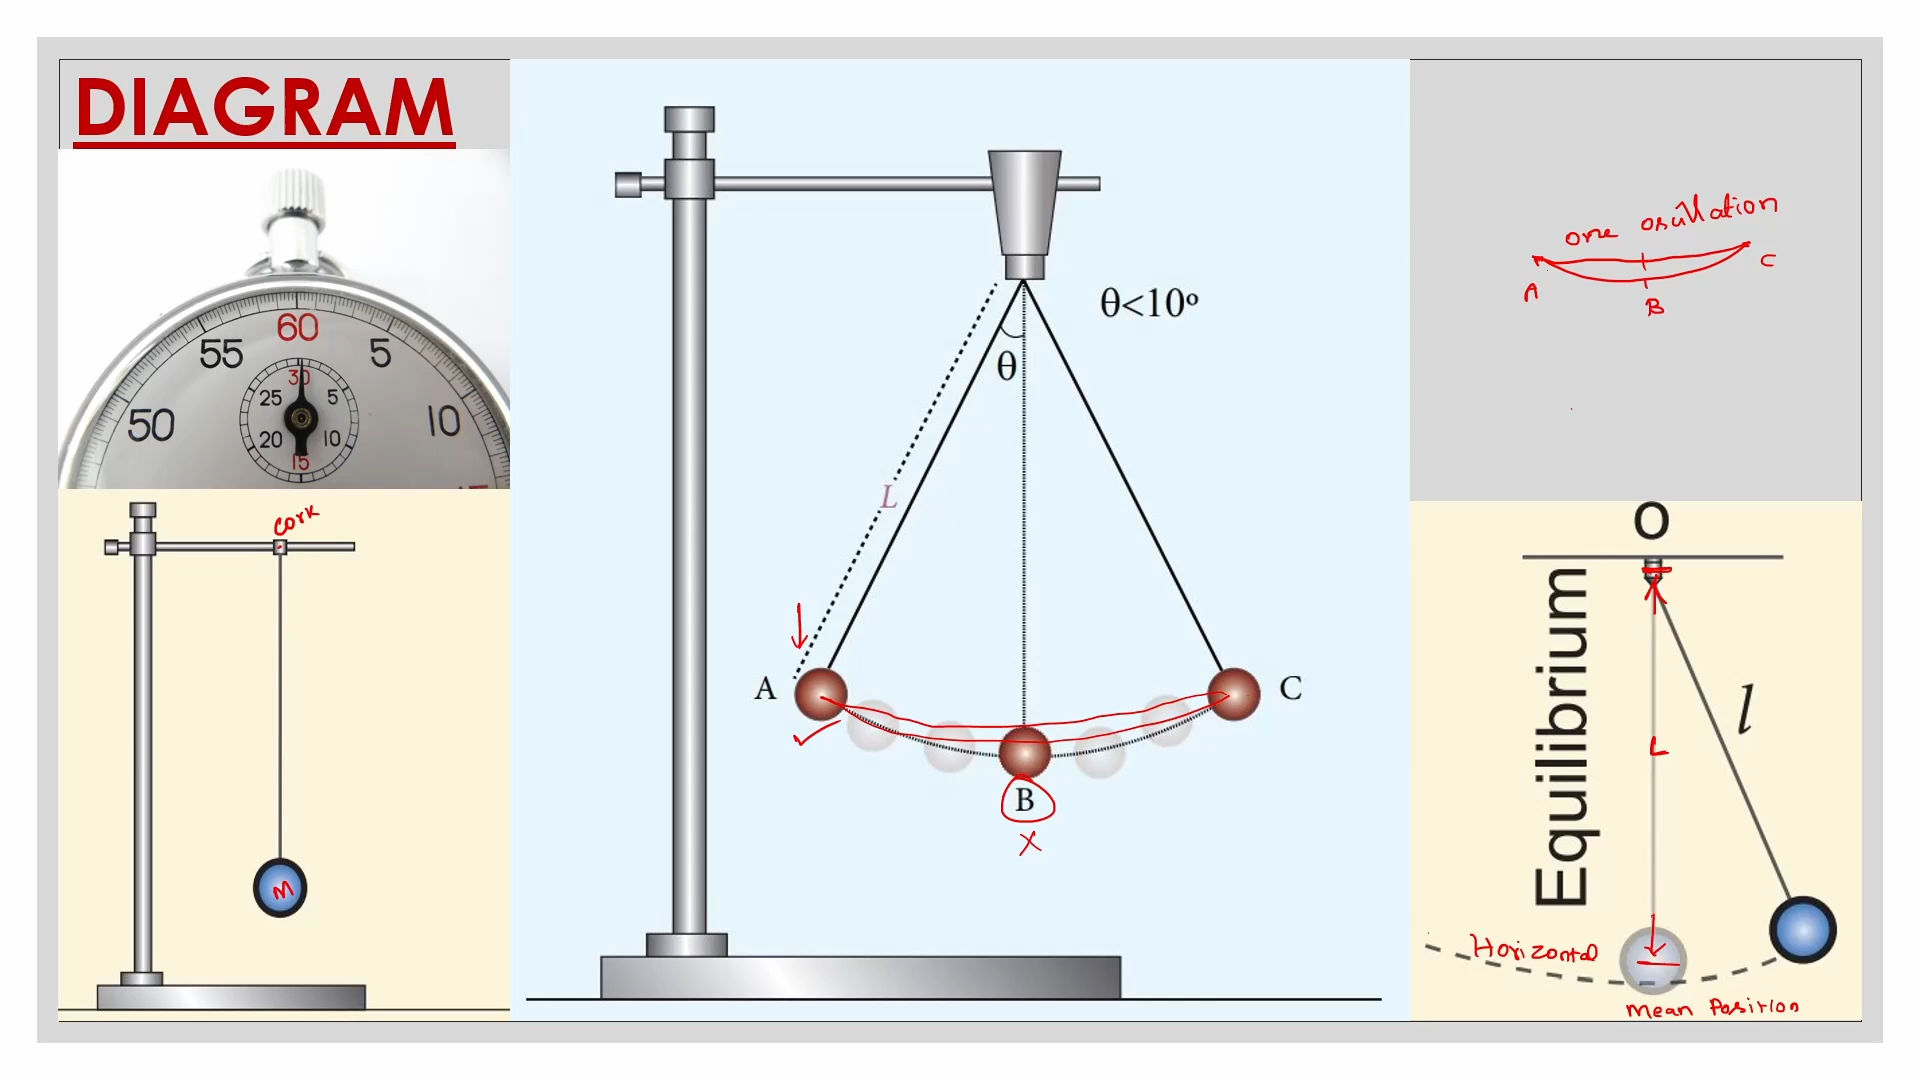 DIAGRAM
60
55
5
50
10
30
25
5
20
10
15
cork
M
θ<10º
θ
L
A
C
B
X
one oscillation
A
B
C
O
Equilibrium
l
L
Horizontal
Mean Position